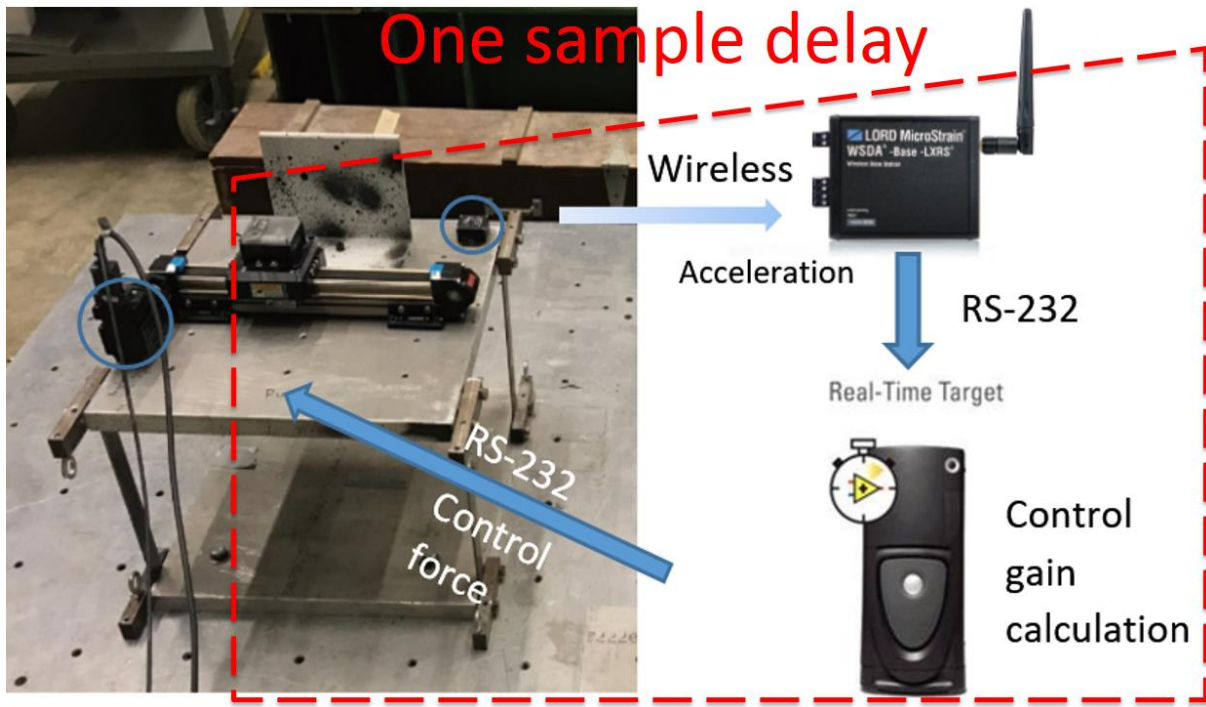 One sample delay
LORD MicroStrain
WSDA® -Base -LXRS®
Wireless
Acceleration
RS-232
Real-Time Target
RS-232
Control
force
Control
gain
calculation